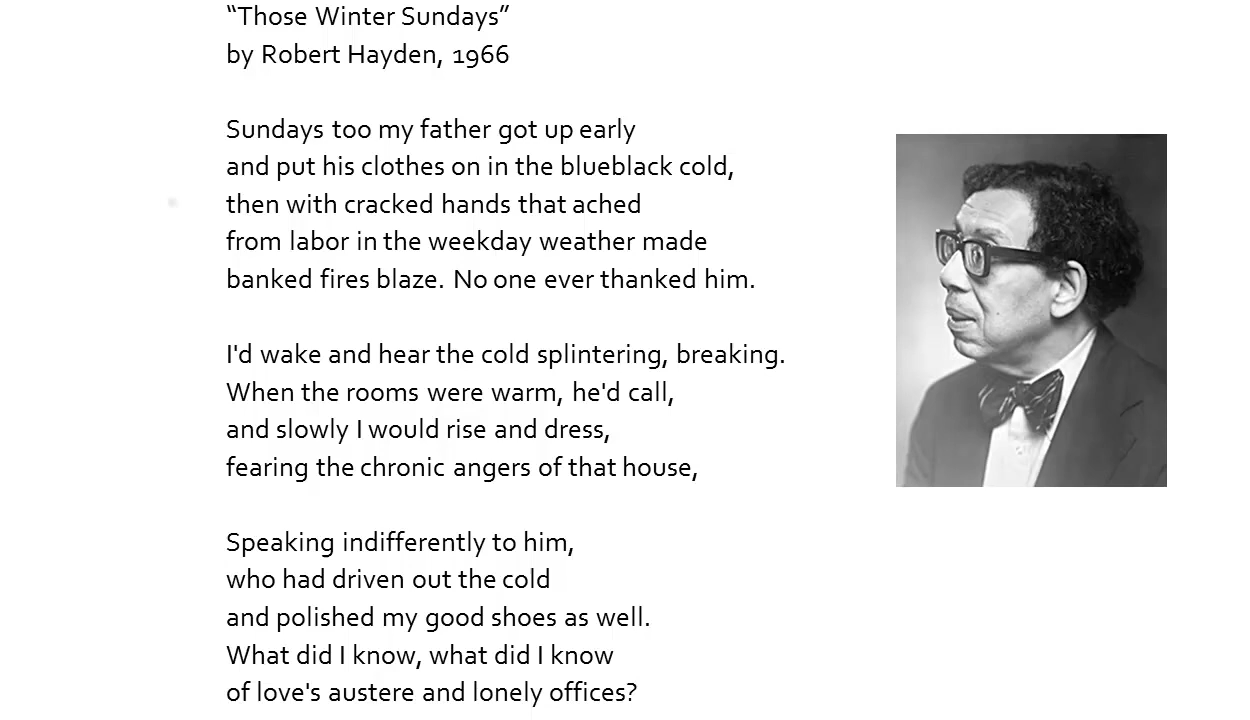 “Those Winter Sundays”
by Robert Hayden, 1966
Sundays too my father got up early
and put his clothes on in the blueblack cold,
then with cracked hands that ached
from labor in the weekday weather made
banked fires blaze. No one ever thanked him.
I'd wake and hear the cold splintering, breaking.
When the rooms were warm, he'd call,
and slowly I would rise and dress,
fearing the chronic angers of that house,
Speaking indifferently to him,
who had driven out the cold
and polished my good shoes as well.
What did I know, what did I know
of love's austere and lonely offices?